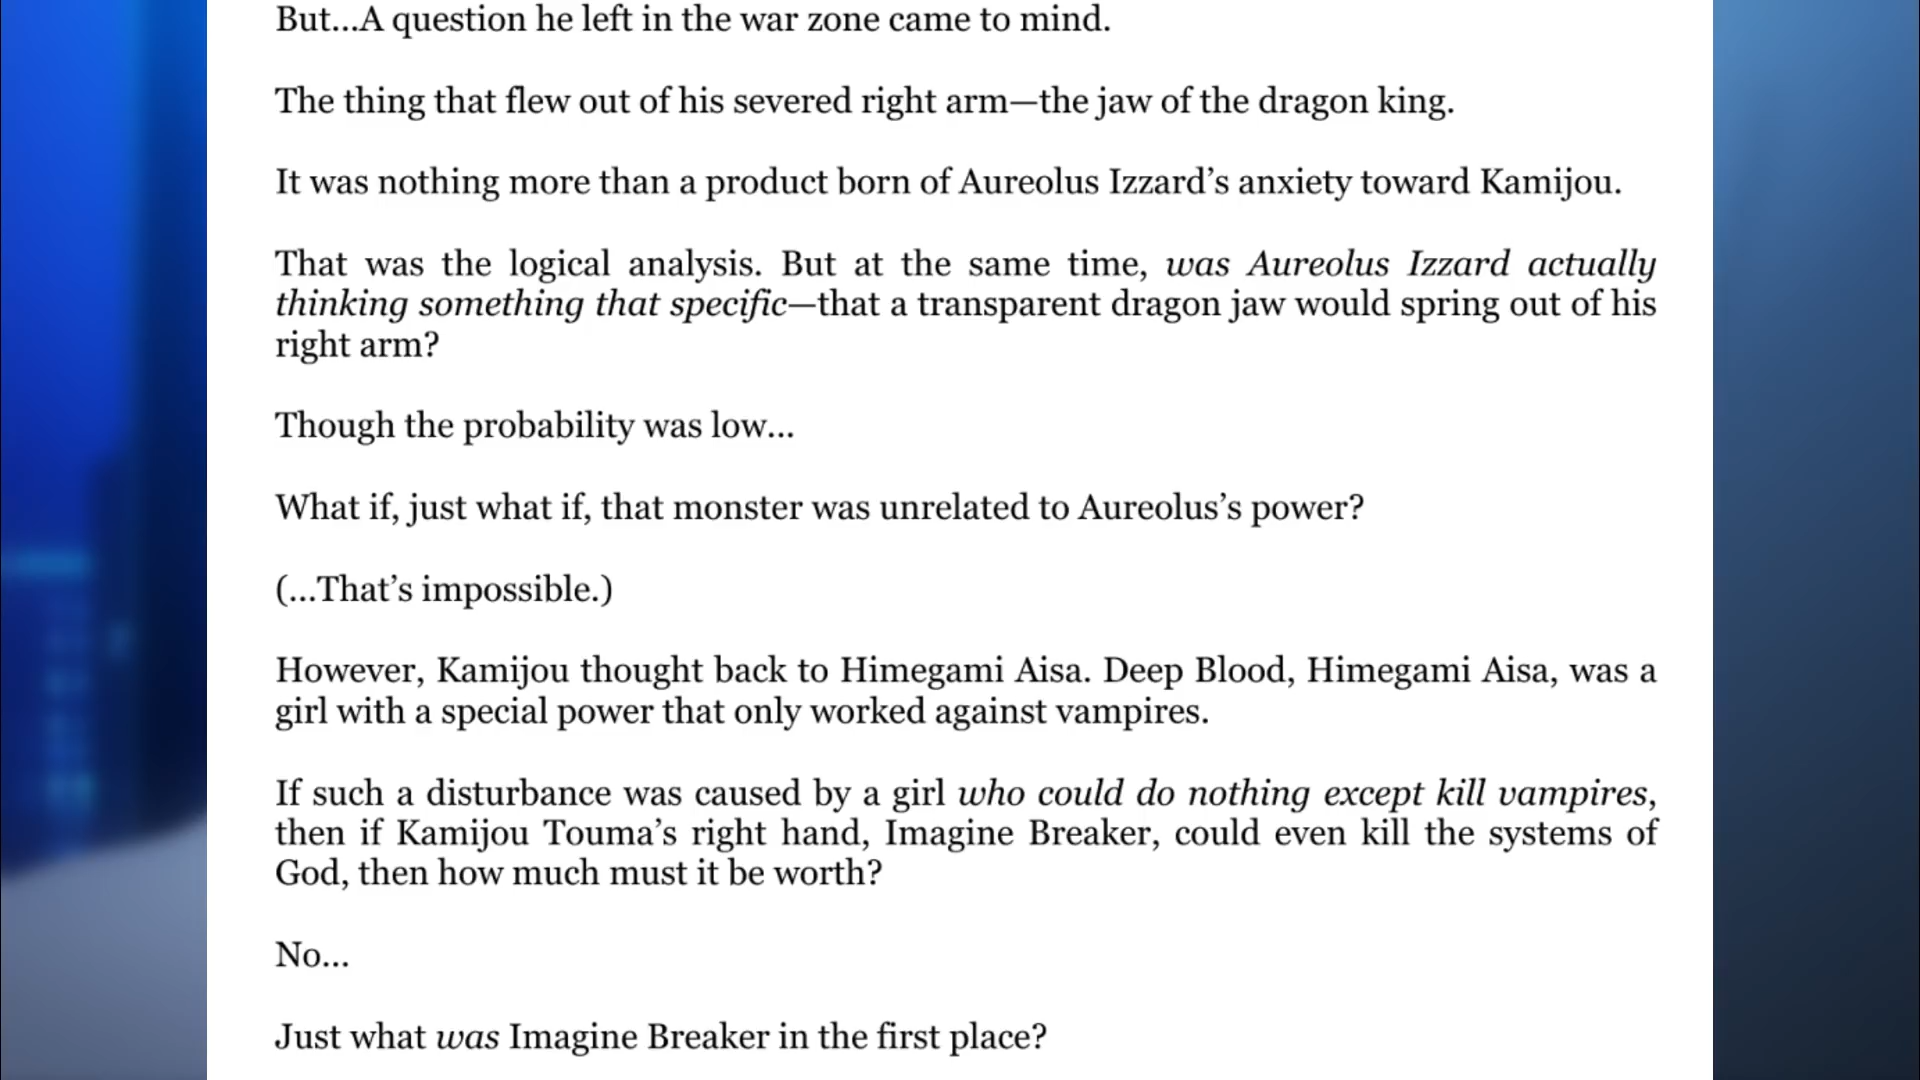 But…A question he left in the war zone came to mind.
The thing that flew out of his severed right arm—the jaw of the dragon king.
It was nothing more than a product born of Aureolus Izzard’s anxiety toward Kamijou.
That was the logical analysis. But at the same time, was Aureolus Izzard actually
thinking something that specific—that a transparent dragon jaw would spring out of his
right arm?
Though the probability was low…
What if, just what if, that monster was unrelated to Aureolus’s power?
(…That’s impossible.)
However, Kamijou thought back to Himegami Aisa. Deep Blood, Himegami Aisa, was a
girl with a special power that only worked against vampires.
If such a disturbance was caused by a girl who could do nothing except kill vampires,
then if Kamijou Touma’s right hand, Imagine Breaker, could even kill the systems of
God, then how much must it be worth?
No…
Just what was Imagine Breaker in the first place?